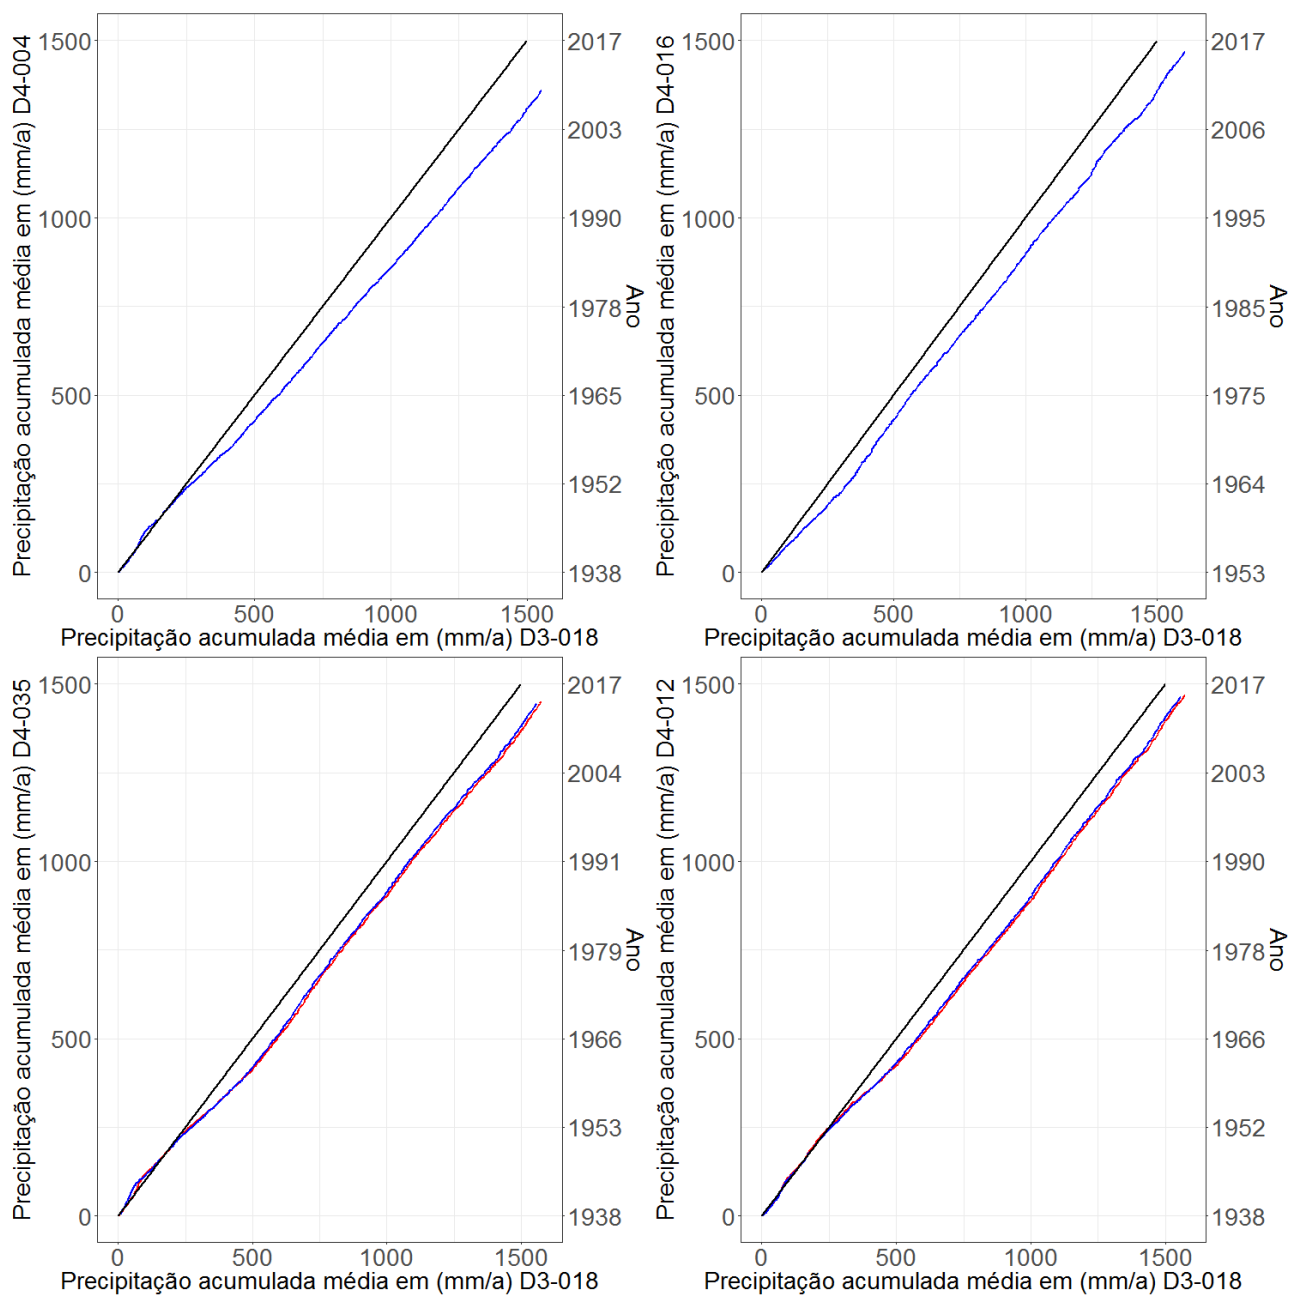 Precipitação acumulada média em (mm/a) D4-004
1500
1000
500
0
2017
2003
1990
1978
1965
1952
1938
Ano
0 500 1000 1500
Precipitação acumulada média em (mm/a) D3-018
Precipitação acumulada média em (mm/a) D4-016
1500
1000
500
0
2017
2006
1995
1985
1975
1964
1953
Ano
0 500 1000 1500
Precipitação acumulada média em (mm/a) D3-018
Precipitação acumulada média em (mm/a) D4-035
1500
1000
500
0
2017
2004
1991
1979
1966
1953
1938
Ano
0 500 1000 1500
Precipitação acumulada média em (mm/a) D3-018
Precipitação acumulada média em (mm/a) D4-012
1500
1000
500
0
2017
2003
1990
1978
1966
1952
1938
Ano
0 500 1000 1500
Precipitação acumulada média em (mm/a) D3-018